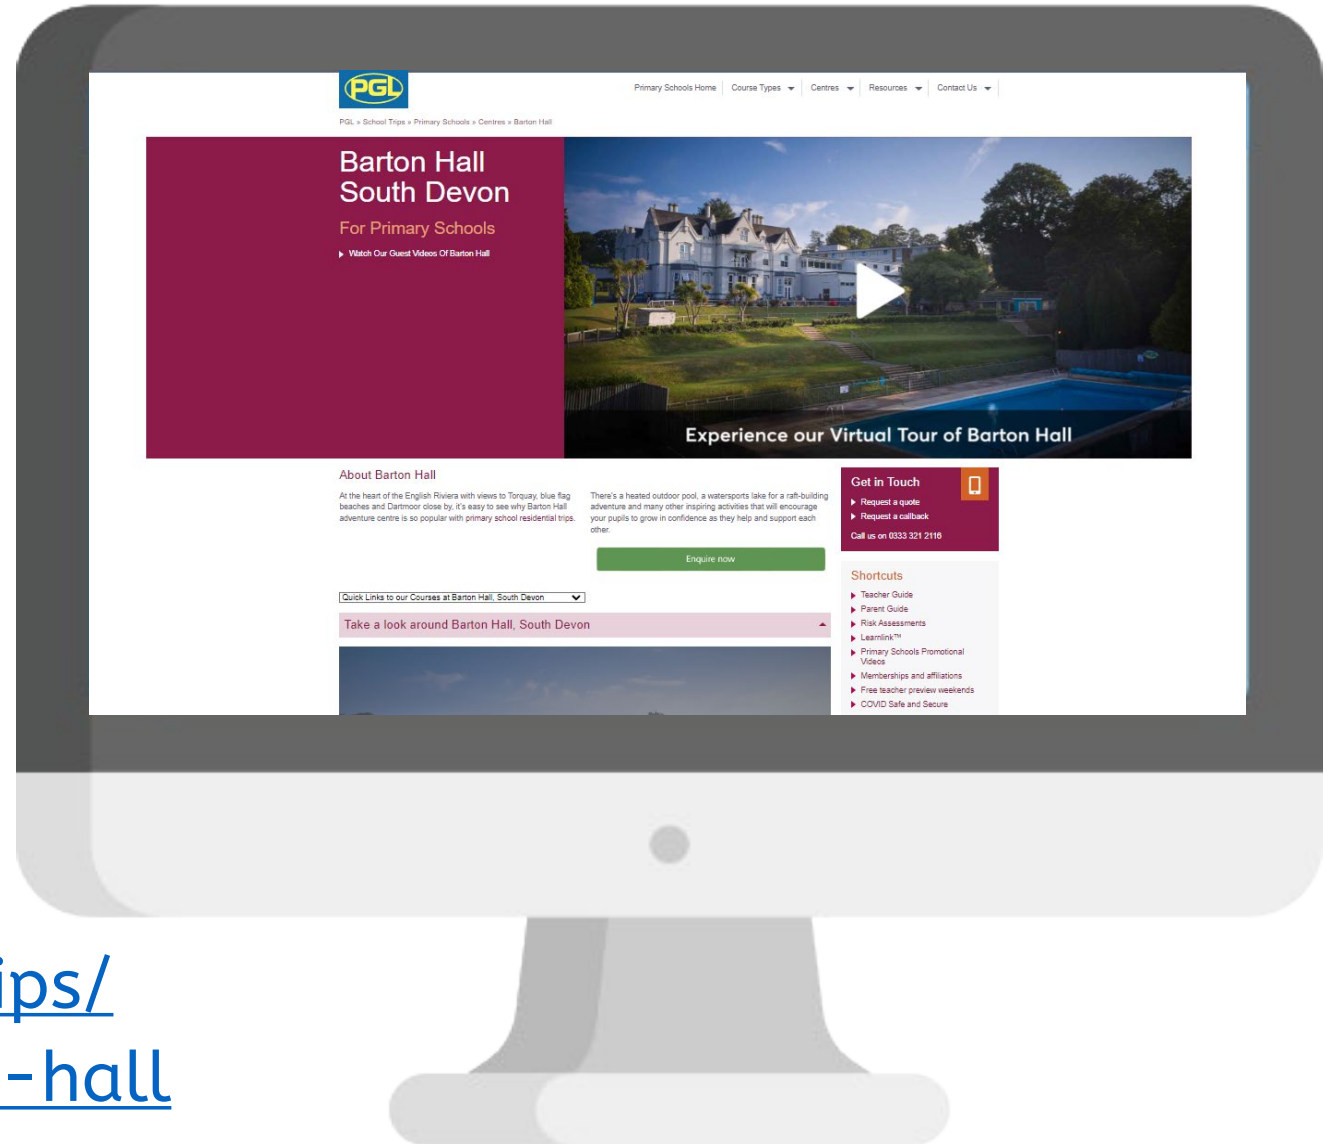 PGL
Primary Schools Home
Course Types
Centres
Resources
Contact Us
PGL » School Trips » Primary Schools » Centres » Barton Hall
Barton Hall
South Devon
For Primary Schools
Watch Our Guest Videos Of Barton Hall
Experience our Virtual Tour of Barton Hall
About Barton Hall
At the heart of the English Riviera with views to Torquay, blue flag
beaches and Dartmoor close by, it's easy to see why Barton Hall
adventure centre is so popular with primary school residential trips.
There's a heated outdoor pool, a watersports lake for a raft-building
adventure and many other inspiring activities that will encourage
your pupils to grow in confidence as they help and support each
other.
Enquire now
Quick Links to our Courses at Barton Hall, South Devon
Take a look around Barton Hall, South Devon
Get in Touch
Request a quote
Request a callback
Call us on 0333 321 2116
Shortcuts
Teacher Guide
Parent Guide
Risk Assessments
Learnlink™
Primary Schools Promotional
Videos
Memberships and affiliations
Free teacher preview weekends
COVID Safe and Secure
ips/
-hall